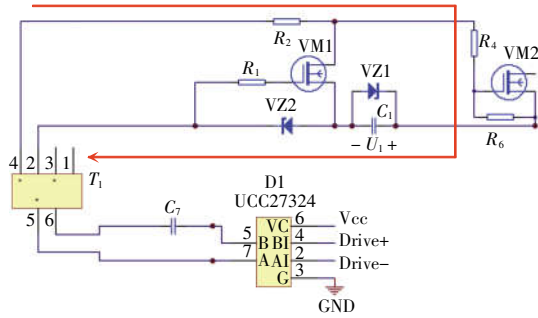 R2
VM1
R4
VM2
R1
VZ1
VZ2
C1
R6
− U1 +
4 2 3 1
T1
5 6
D1
UCC27324
C7
VC 6 Vcc
5 B BI 4 Drive+
7 A AI 2 Drive−
G 3
GND